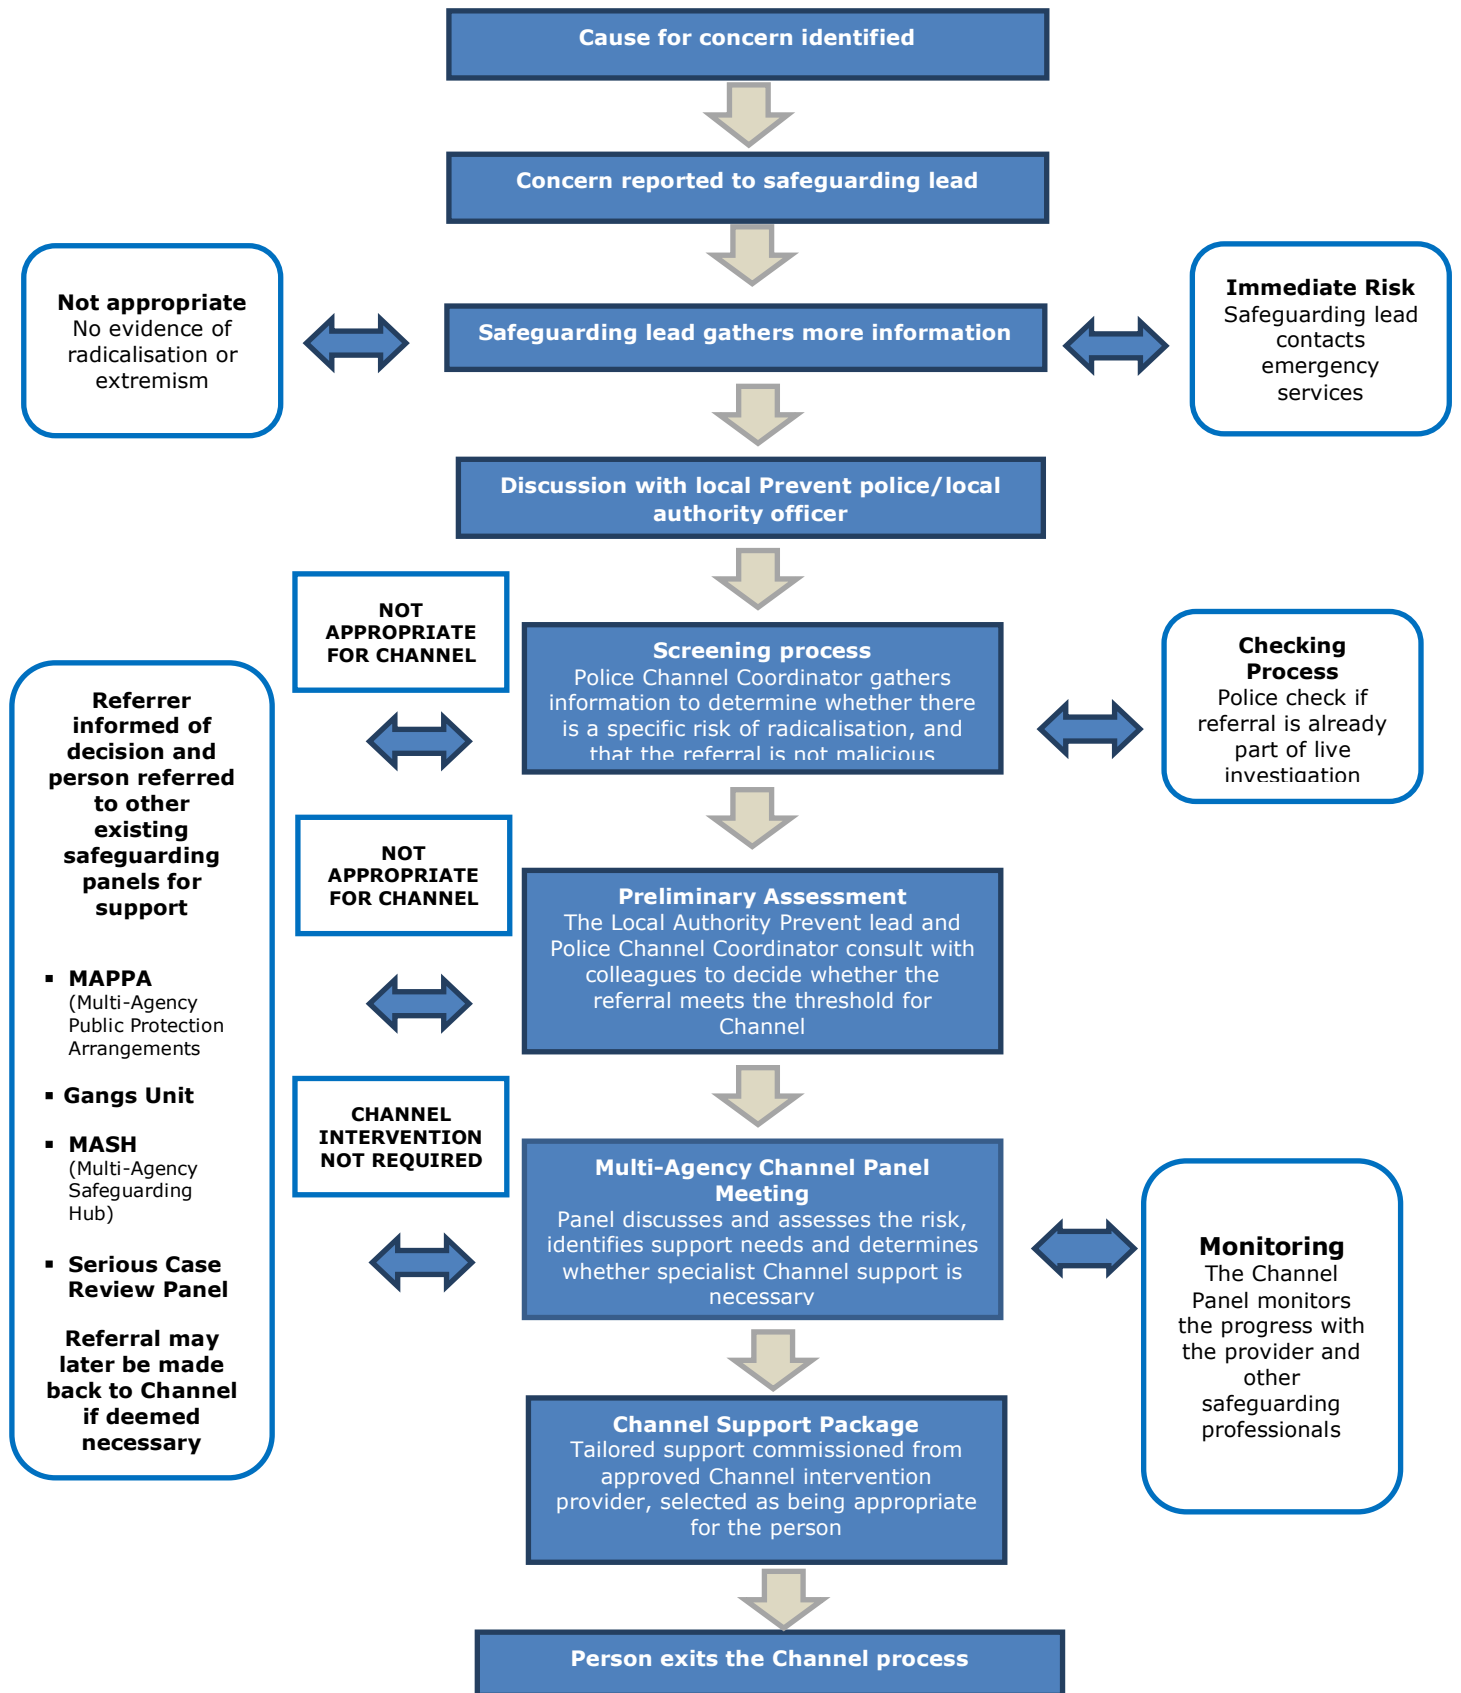 Cause for concern identified
Concern reported to safeguarding lead
Not appropriate
No evidence of
radicalisation or
extremism
Safeguarding lead gathers more information
Immediate Risk
Safeguarding lead
contacts
emergency
services
Discussion with local Prevent police/local
authority officer
NOT
APPROPRIATE
FOR CHANNEL
Screening process
Police Channel Coordinator gathers
information to determine whether there
is a specific risk of radicalisation, and
that the referral is not malicious
Checking
Process
Police check if
referral is already
part of live
investigation
Referrer
informed of
decision and
person referred
to other
existing
safeguarding
panels for
support
▪ MAPPA
(Multi-Agency
Public Protection
Arrangements
▪ Gangs Unit
▪ MASH
(Multi-Agency
Safeguarding
Hub)
▪ Serious Case
Review Panel
Referral may
later be made
back to Channel
if deemed
necessary
NOT
APPROPRIATE
FOR CHANNEL
Preliminary Assessment
The Local Authority Prevent lead and
Police Channel Coordinator consult with
colleagues to decide whether the
referral meets the threshold for
Channel
CHANNEL
INTERVENTION
NOT REQUIRED
Multi-Agency Channel Panel
Meeting
Panel discusses and assesses the risk,
identifies support needs and determines
whether specialist Channel support is
necessary
Monitoring
The Channel
Panel monitors
the progress with
the provider and
other
safeguarding
professionals
Channel Support Package
Tailored support commissioned from
approved Channel intervention
provider, selected as being appropriate
for the person
Person exits the Channel process